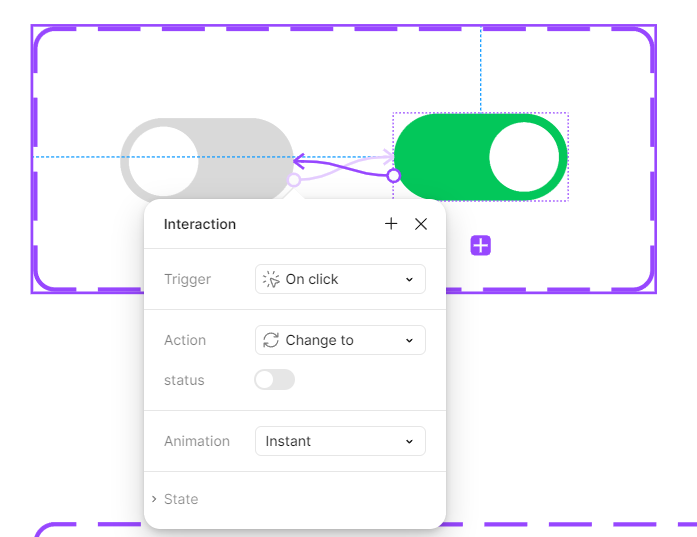 Interaction
Trigger
On click
Action
Change to
status
Animation
Instant
State